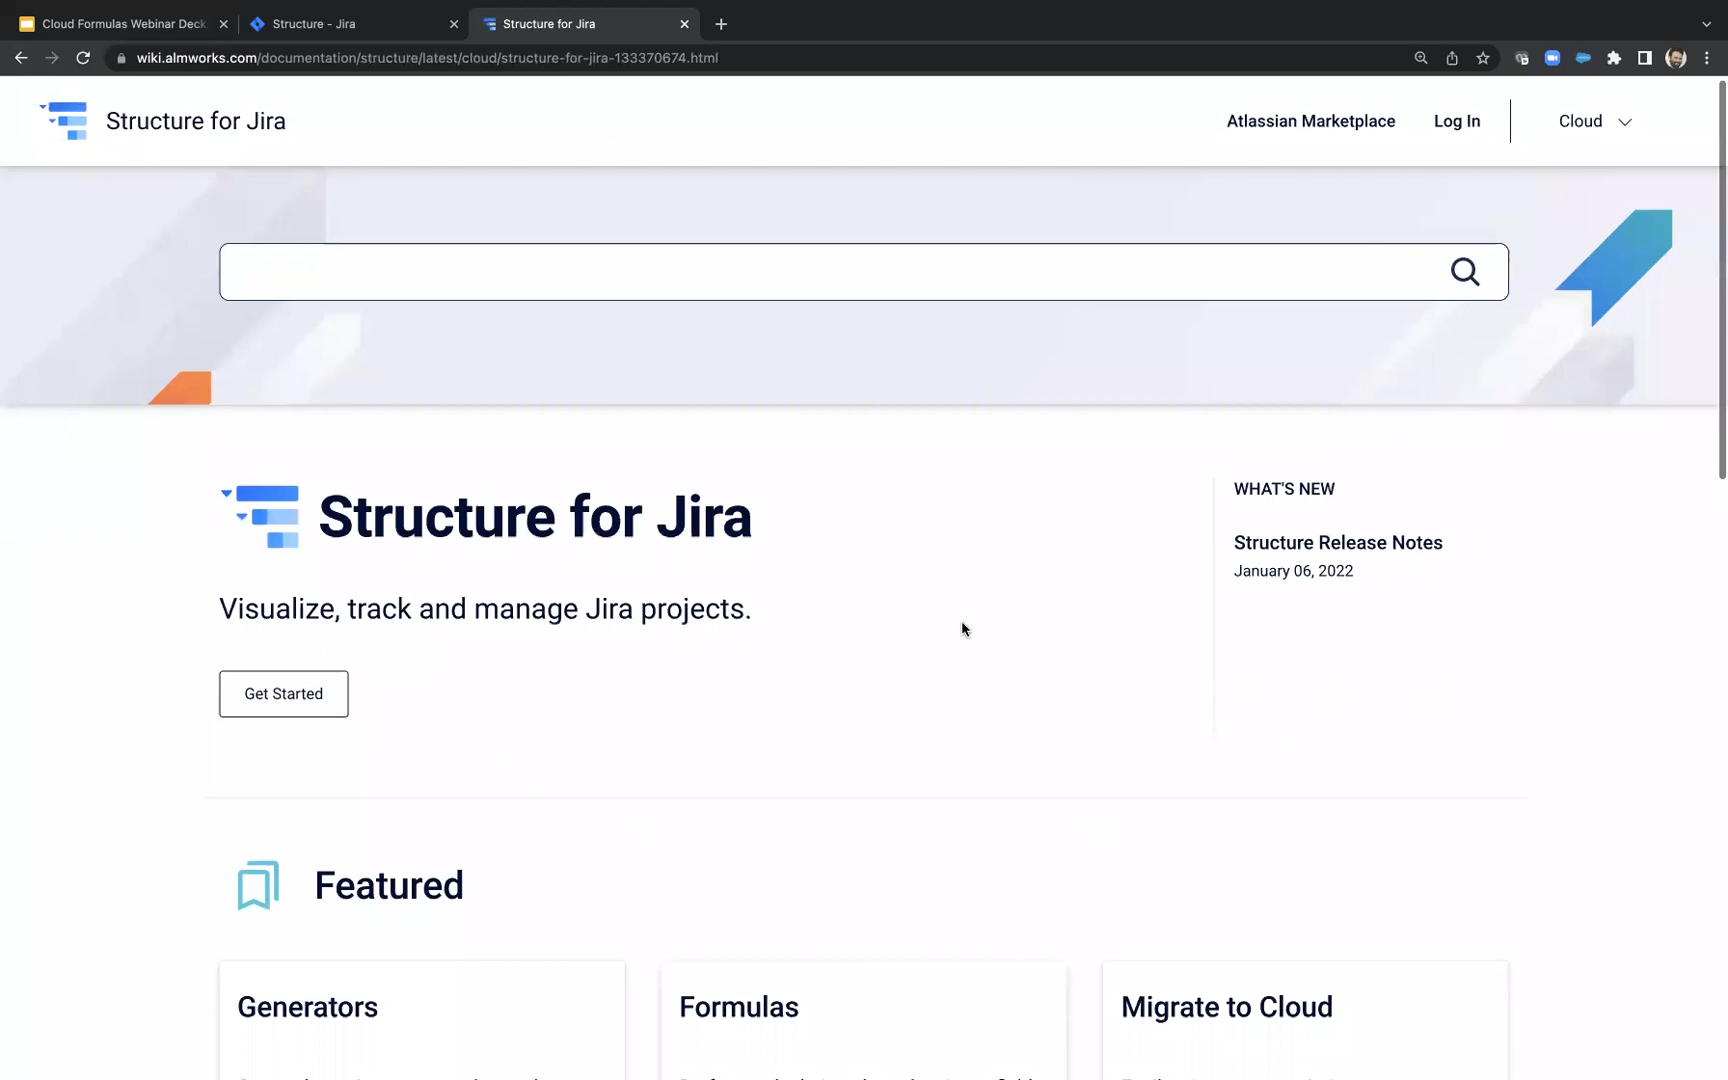 Cloud Formulas Webinar Deck
Structure - Jira
Structure for Jira
wiki.almworks.com/documentation/structure/latest/cloud/structure-for-jira-133370674.html
Structure for Jira
Atlassian Marketplace
Log In
Cloud
Structure for Jira
Visualize, track and manage Jira projects.
Get Started
WHAT'S NEW
Structure Release Notes
January 06, 2022
Featured
Generators
Formulas
Migrate to Cloud